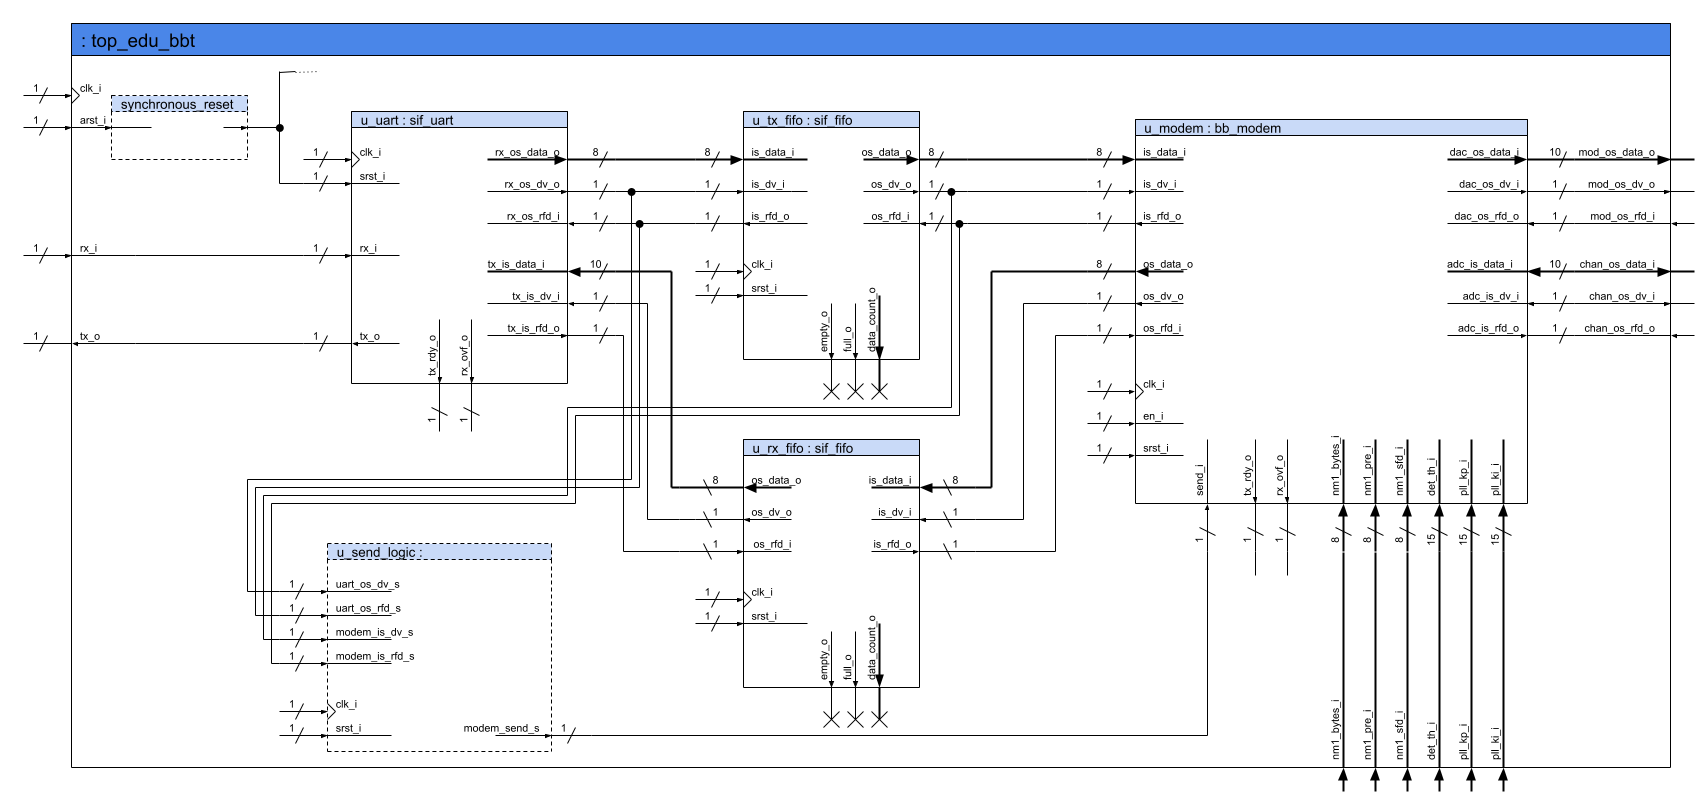 : top_edu_bbt
1
clk_i
1
arst_i
synchronous_reset
1
rx_i
1
tx_o
u_uart : sif_uart
1
clk_i
1
srst_i
1
rx_i
1
tx_o
rx_os_data_o
8
rx_os_dv_o
1
rx_os_rfd_i
1
tx_is_data_i
10
tx_is_dv_i
1
tx_is_rfd_o
1
tx_rdy_o
1
rx_ovf_o
1
u_tx_fifo : sif_fifo
8
is_data_i
1
is_dv_i
1
is_rfd_o
1
clk_i
1
srst_i
os_data_o
8
os_dv_o
1
os_rfd_i
1
empty_o
full_o
data_count_o
u_modem : bb_modem
8
is_data_i
1
is_dv_i
1
is_rfd_o
8
os_data_o
1
os_dv_o
1
os_rfd_i
1
clk_i
1
en_i
1
srst_i
dac_os_data_i
10
mod_os_data_o
dac_os_dv_i
1
mod_os_dv_o
dac_os_rfd_o
1
mod_os_rfd_i
adc_is_data_i
10
chan_os_data_i
adc_is_dv_i
1
chan_os_dv_i
adc_is_rfd_o
1
chan_os_rfd_o
send_i
1
tx_rdy_o
1
rx_ovf_o
1
nm1_bytes_i
8
nm1_pre_i
8
nm1_sfd_i
8
det_th_i
15
pll_kp_i
15
pll_ki_i
15
nm1_bytes_i
nm1_pre_i
nm1_sfd_i
det_th_i
pll_kp_i
pll_ki_i
u_rx_fifo : sif_fifo
8
os_data_o
1
os_dv_o
1
os_rfd_i
1
clk_i
1
srst_i
is_data_i
8
is_dv_i
1
is_rfd_o
1
empty_o
full_o
data_count_o
u_send_logic :
1
uart_os_dv_s
1
uart_os_rfd_s
1
modem_is_dv_s
1
modem_is_rfd_s
1
clk_i
1
srst_i
modem_send_s
1